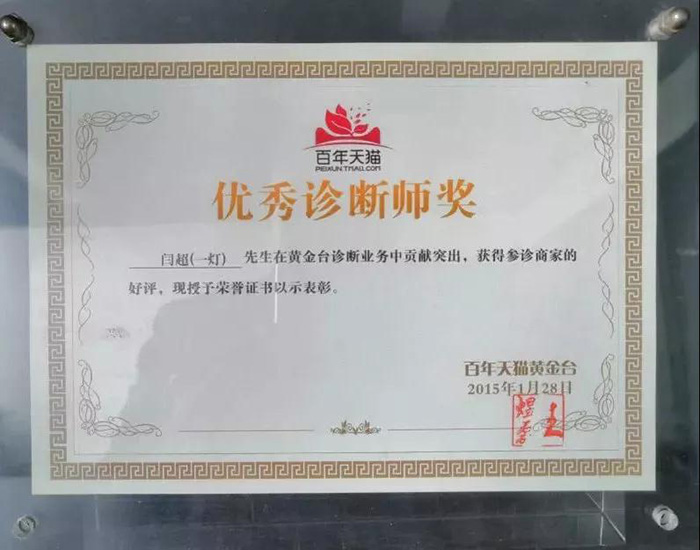 百年天猫
PEIXUN.TMALL.COM
优秀诊断师奖
闫超(一灯) 先生在黄金台诊断业务中贡献突出，获得参诊商家的
好评，现授予荣誉证书以示表彰。
百年天猫黄金台
2015年1月28日